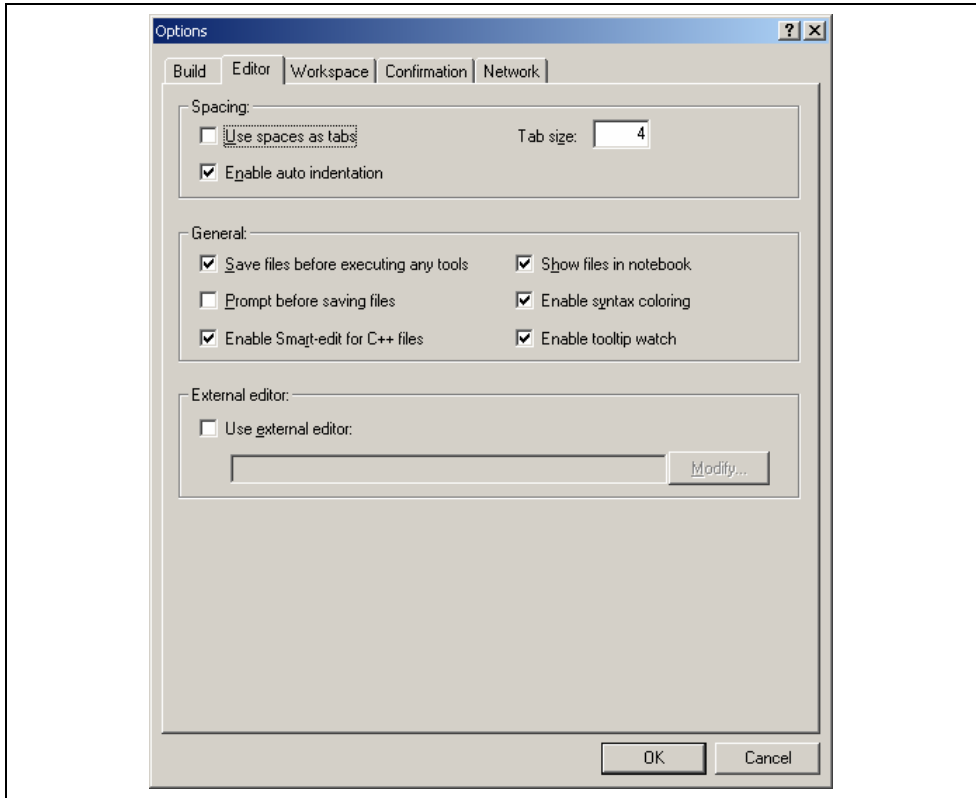 Options
Build Editor Workspace Confirmation Network
Spacing:
Use spaces as tabs Tab size: 4
Enable auto indentation
General:
Save files before executing any tools Show files in notebook
Prompt before saving files Enable syntax coloring
Enable Smart-edit for C++ files Enable tooltip watch
External editor:
Use external editor:
Modify...
OK Cancel